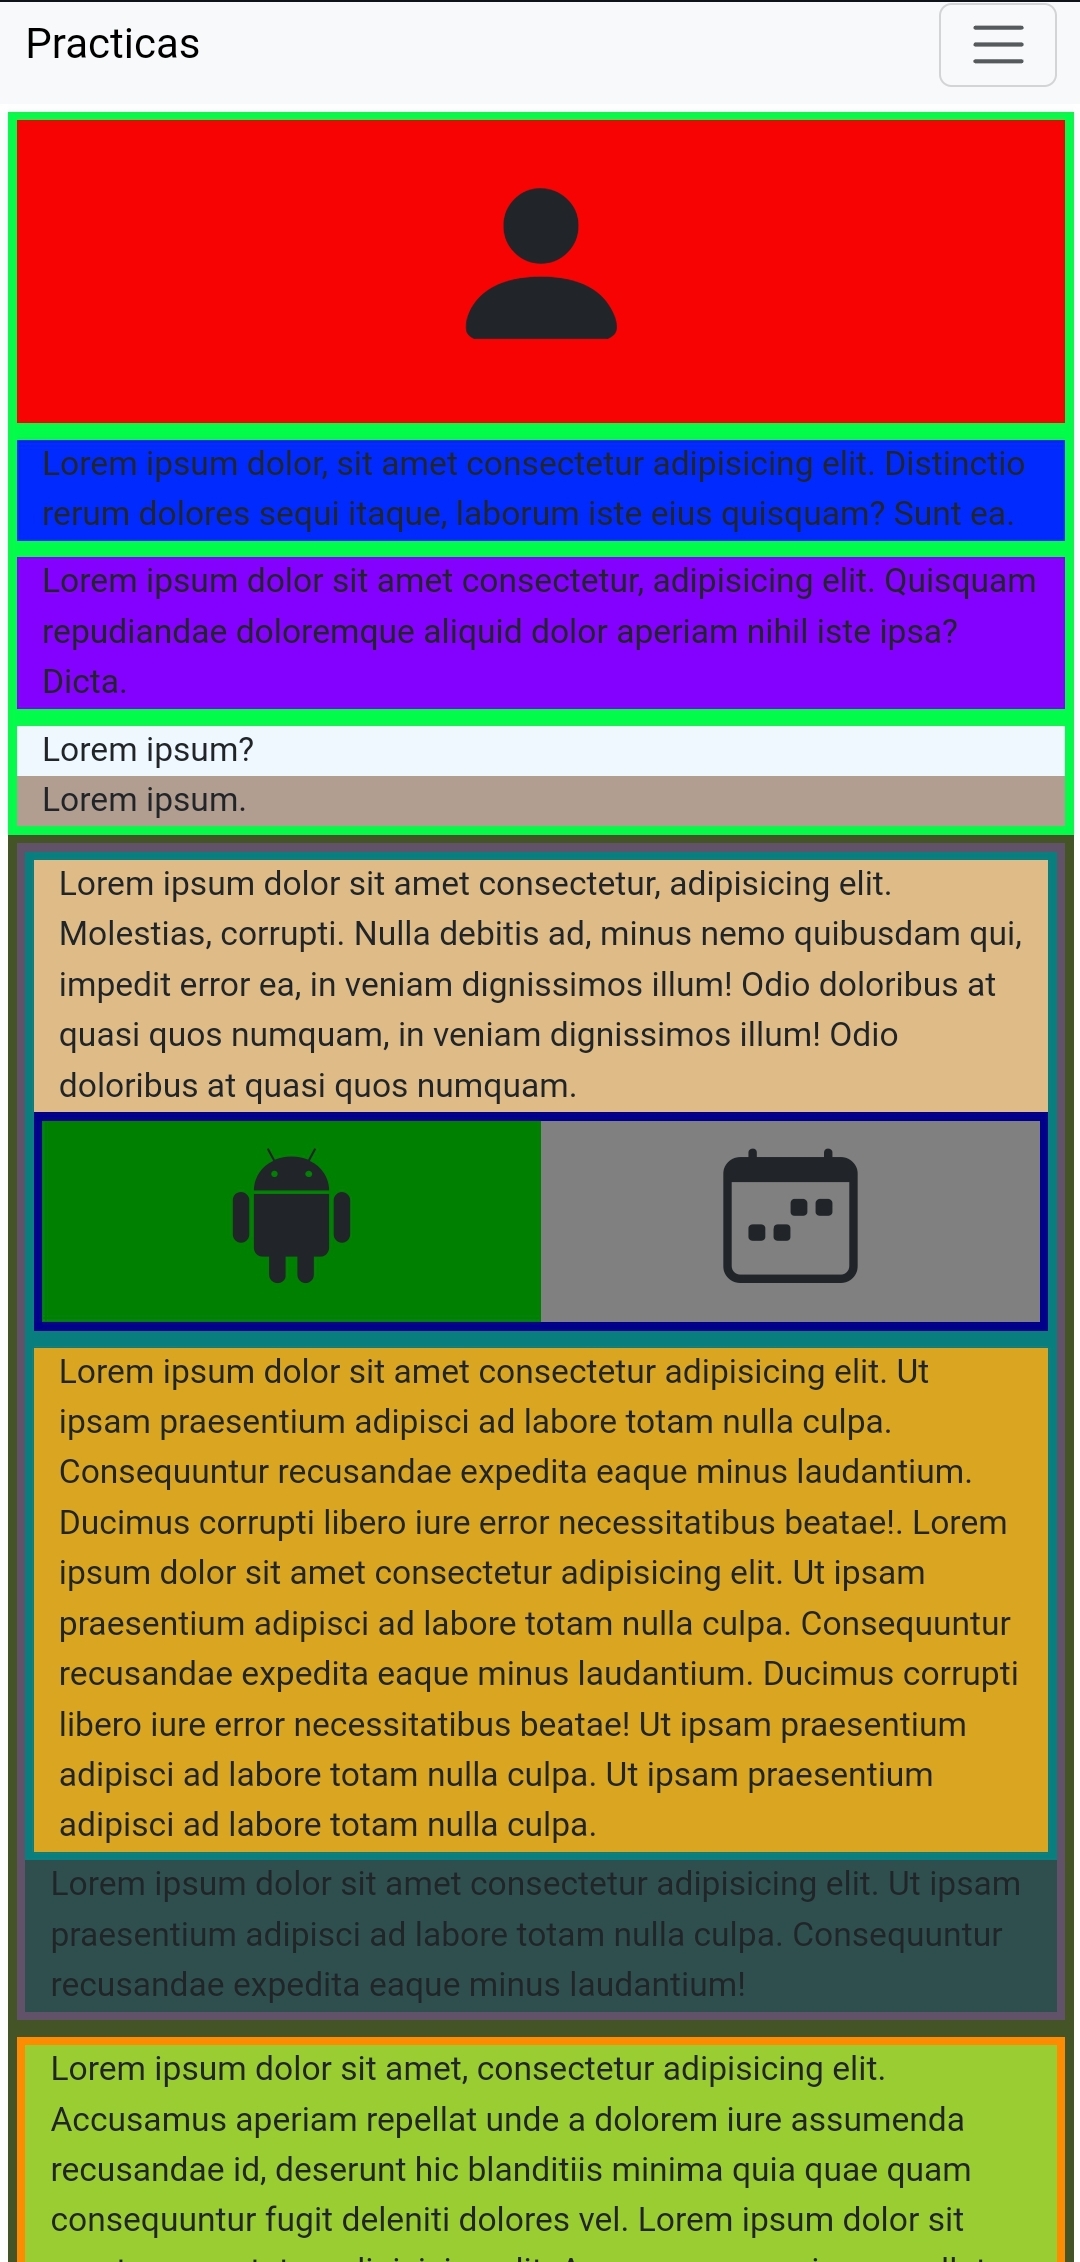 Practicas
Lorem ipsum dolor, sit amet consectetur adipisicing elit. Distinctio
rerum dolores sequi itaque, laborum iste eius quisquam? Sunt ea.
Lorem ipsum dolor sit amet consectetur, adipisicing elit. Quisquam
repudiandae doloremque aliquid dolor aperiam nihil iste ipsa?
Dicta.
Lorem ipsum?
Lorem ipsum.
Lorem ipsum dolor sit amet consectetur, adipisicing elit.
Molestias, corrupti. Nulla debitis ad, minus nemo quibusdam qui,
impedit error ea, in veniam dignissimos illum! Odio doloribus at
quasi quos numquam, in veniam dignissimos illum! Odio
doloribus at quasi quos numquam.
Lorem ipsum dolor sit amet consectetur adipisicing elit. Ut
ipsam praesentium adipisci ad labore totam nulla culpa.
Consequuntur recusandae expedita eaque minus laudantium.
Ducimus corrupti libero iure error necessitatibus beatae!. Lorem
ipsum dolor sit amet consectetur adipisicing elit. Ut ipsam
praesentium adipisci ad labore totam nulla culpa. Consequuntur
recusandae expedita eaque minus laudantium. Ducimus corrupti
libero iure error necessitatibus beatae! Ut ipsam praesentium
adipisci ad labore totam nulla culpa. Ut ipsam praesentium
adipisci ad labore totam nulla culpa.
Lorem ipsum dolor sit amet consectetur adipisicing elit. Ut ipsam
praesentium adipisci ad labore totam nulla culpa. Consequuntur
recusandae expedita eaque minus laudantium!
Lorem ipsum dolor sit amet, consectetur adipisicing elit.
Accusamus aperiam repellat unde a dolorem iure assumenda
recusandae id, deserunt hic blanditiis minima quia quae quam
consequuntur fugit deleniti dolores vel. Lorem ipsum dolor sit